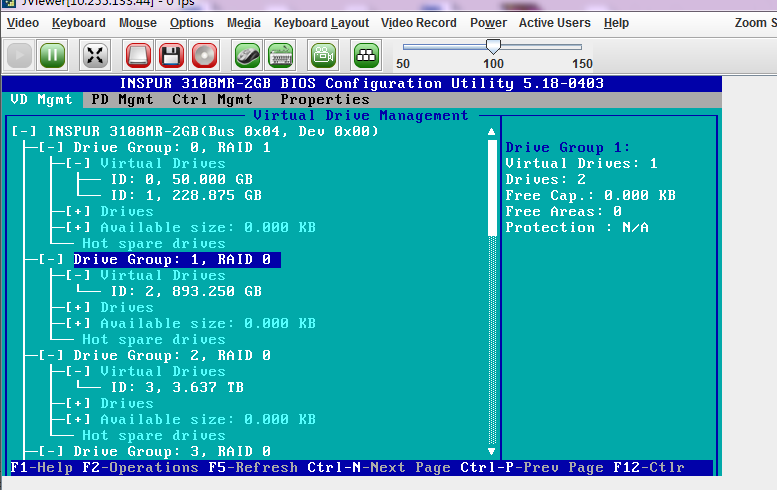 JViewer[10.255.133.44] - 0 fps
Video Keyboard Mouse Options Media Keyboard Layout Video Record Power Active Users Help Zoom S
50 100 150
INSPUR 3108MR-2GB BIOS Configuration Utility 5.18-0403
VD Mgmt PD Mgmt Ctrl Mgmt Properties
Virtual Drive Management
[-] INSPUR 3108MR-2GB(Bus 0x04, Dev 0x00)
[-] Drive Group: 0, RAID 1
[-] Virtual Drives
ID: 0, 50.000 GB
ID: 1, 228.875 GB
[+] Drives
[+] Available size: 0.000 KB
Hot spare drives
[-] Drive Group: 1, RAID 0
[-] Virtual Drives
ID: 2, 893.250 GB
[+] Drives
[+] Available size: 0.000 KB
Hot spare drives
[-] Drive Group: 2, RAID 0
[-] Virtual Drives
ID: 3, 3.637 TB
[+] Drives
[+] Available size: 0.000 KB
Hot spare drives
[-] Drive Group: 3, RAID 0
Drive Group 1:
Virtual Drives: 1
Drives: 2
Free Cap.: 0.000 KB
Free Areas: 0
Protection : N/A
F1-Help F2-Operations F5-Refresh Ctrl-N-Next Page Ctrl-P-Prev Page F12-Ctlr